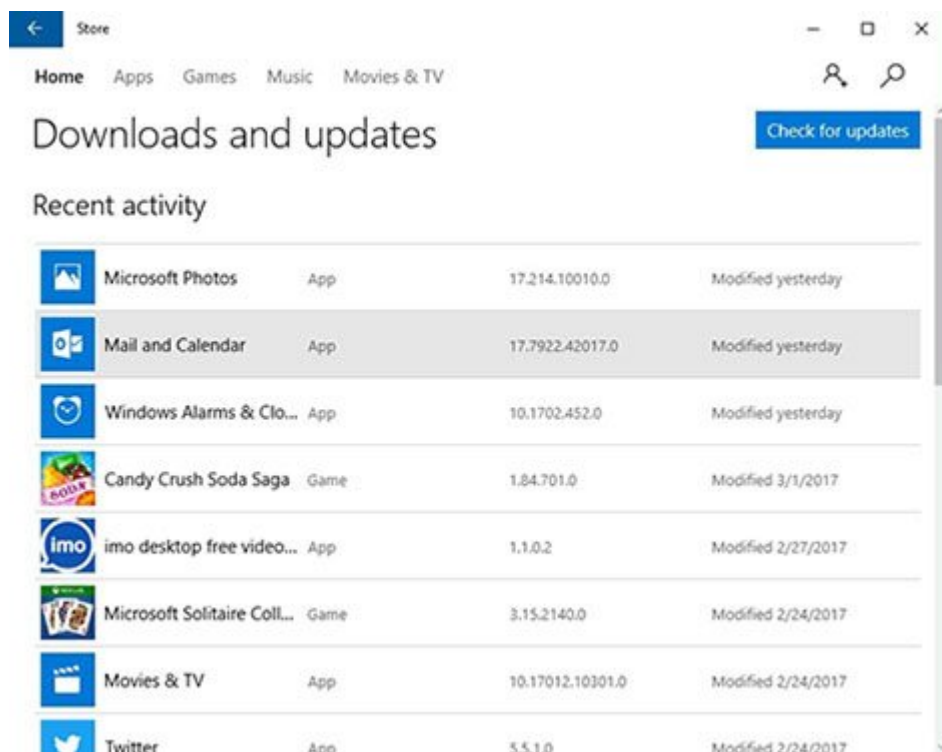 Store
Home Apps Games Music Movies & TV
Downloads and updates
Check for updates
Recent activity
Microsoft Photos App 17.214.10010.0 Modified yesterday
Mail and Calendar App 17.7922.42017.0 Modified yesterday
Windows Alarms & Clo... App 10.1702.452.0 Modified yesterday
SODA
Candy Crush Soda Saga Game 1.84.701.0 Modified 3/1/2017
imo
imo desktop free video... App 1.1.0.2 Modified 2/27/2017
Microsoft Solitaire Coll... Game 3.15.2140.0 Modified 2/24/2017
Movies & TV App 10.17012.10301.0 Modified 2/24/2017
Twitter App 5.5.1.0 Modified 2/24/2017